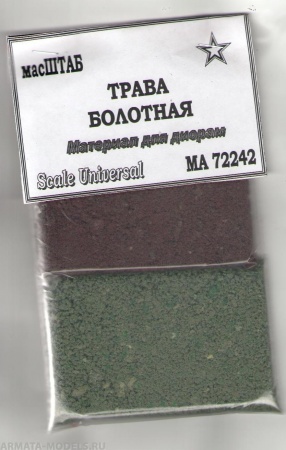 масШТАБ
ТРАВА
БОЛОТНАЯ
Материал для диорам
Scale Universal
МА 72242
ARMATA-MODELS.RU